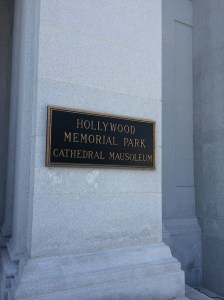 HOLLYWOOD
MEMORIAL PARK
CATHEDRAL MAUSOLEUM